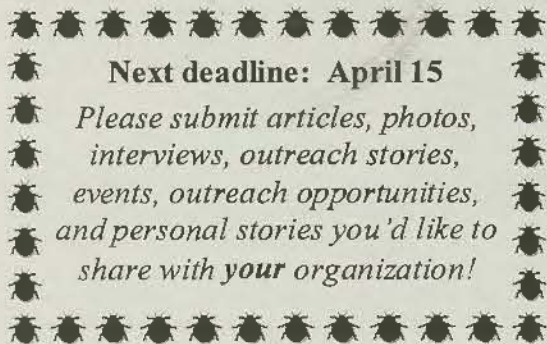 Next deadline: April 15
Please submit articles, photos,
interviews, outreach stories,
events, outreach opportunities,
and personal stories you'd like to
share with your organization!